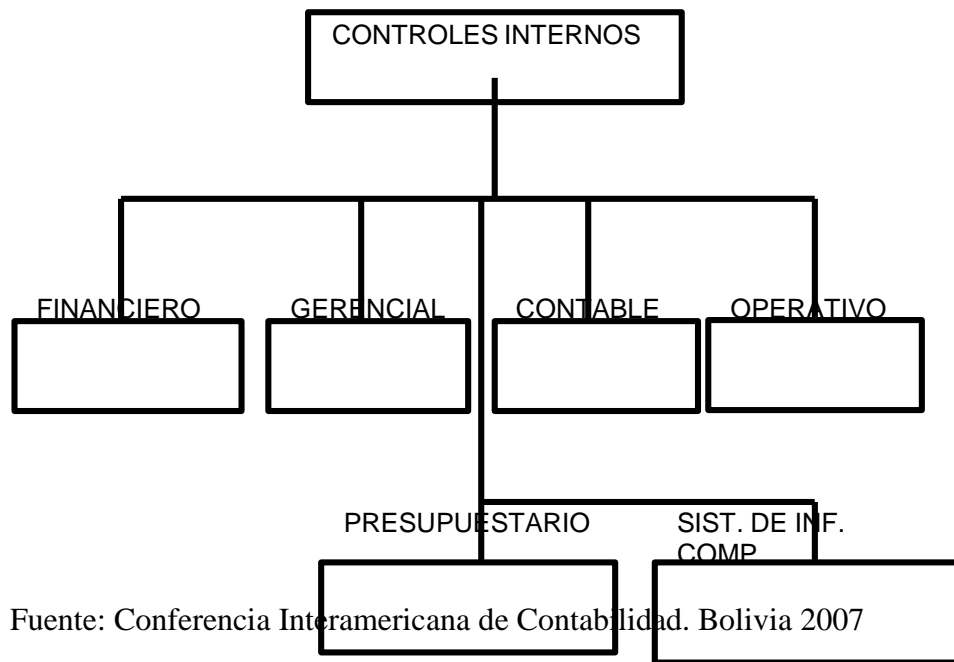 CONTROLES INTERNOS
FINANCIERO
GERENCIAL
CONTABLE
OPERATIVO
PRESUPUESTARIO
SIST. DE INF.
COMP
Fuente: Conferencia Interamericana de Contabilidad. Bolivia 2007